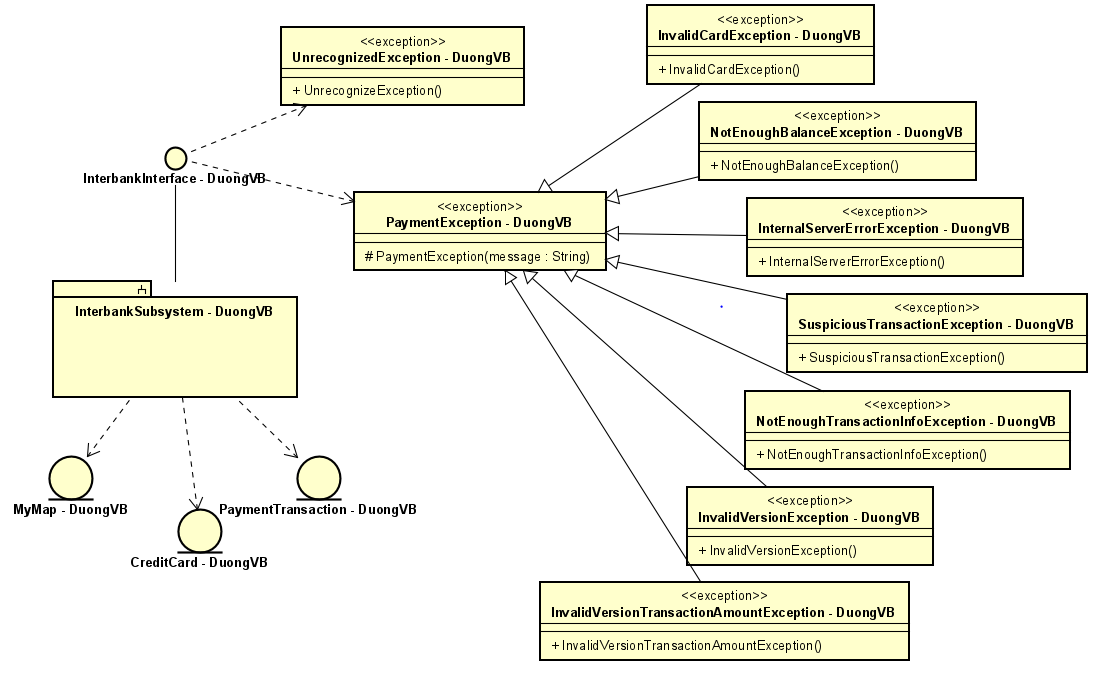 <<exception>>
UnrecognizedException - DuongVB
+ UnrecognizeException()
InterbankInterface - DuongVB
<<exception>>
PaymentException - DuongVB
# PaymentException(message : String)
InterbankSubsystem - DuongVB
MyMap - DuongVB
CreditCard - DuongVB
PaymentTransaction - DuongVB
<<exception>>
InvalidCardException - DuongVB
+ InvalidCardException()
<<exception>>
NotEnoughBalanceException - DuongVB
+ NotEnoughBalanceException()
<<exception>>
InternalServerErrorException - DuongVB
+ InternalServerErrorException()
<<exception>>
SuspiciousTransactionException - DuongVB
+ SuspiciousTransactionException()
<<exception>>
NotEnoughTransactionInfoException - DuongVB
+ NotEnoughTransactionInfoException()
<<exception>>
InvalidVersionException - DuongVB
+ InvalidVersionException()
<<exception>>
InvalidVersionTransactionAmountException - DuongVB
+ InvalidVersionTransactionAmountException()